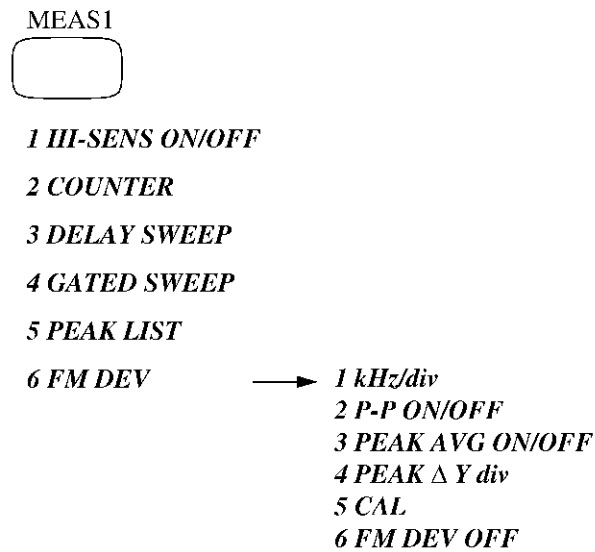 MEAS1
1 III-SENS ON/OFF
2 COUNTER
3 DELAY SWEEP
4 GATED SWEEP
5 PEAK LIST
6 FM DEV
1 kHz/div
2 P-P ON/OFF
3 PEAK AVG ON/OFF
4 PEAK Δ Y div
5 CAL
6 FM DEV OFF